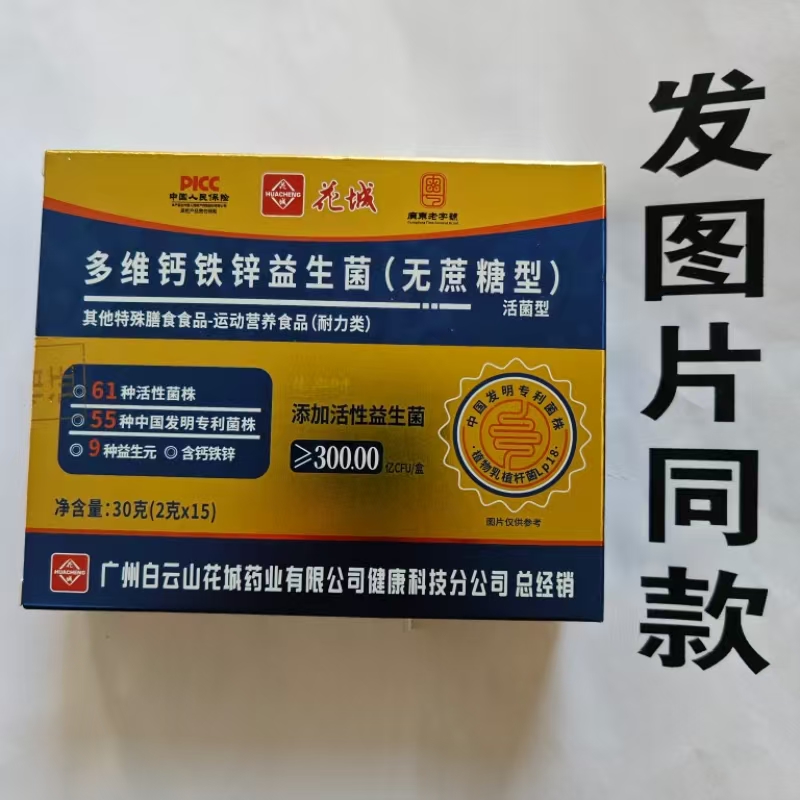 PICC
中国人民保险
HUACHENG
花城
廣東老字號
多维钙铁锌益生菌(无蔗糖型)
活菌型
其他特殊膳食食品-运动营养食品(耐力类)
61种活性菌株
55种中国发明专利菌株
9种益生元 含钙铁锌
添加活性益生菌
≥300.00亿CFU/盒
中国发明专利菌株
·植物乳植杆菌Lp18·
图片仅供参考
净含量:30克(2克x15)
HUACHENG
广州白云山花城药业有限公司健康科技分公司 总经销
发图片同款